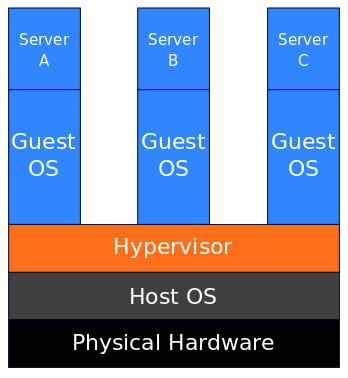 Server
A
Server
B
Server
C
Guest
OS
Guest
OS
Guest
OS
Hypervisor
Host OS
Physical Hardware